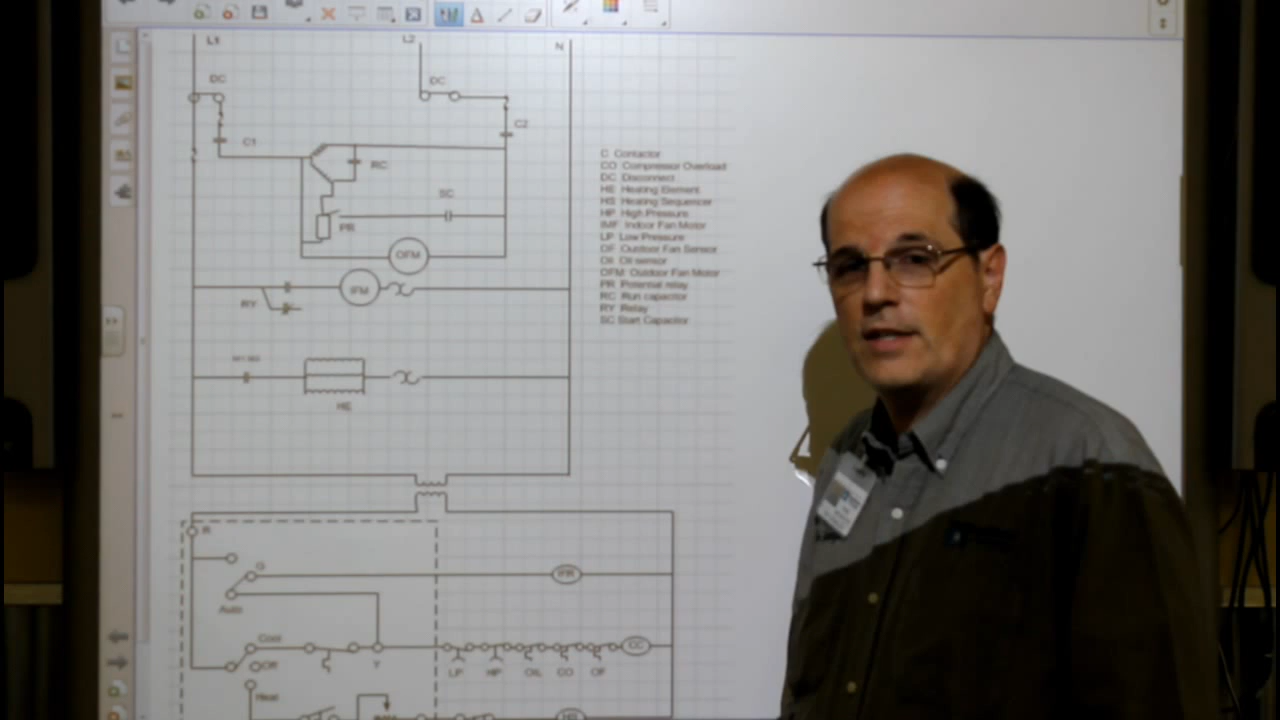 L1
L2
N
DC
DC
C1
C2
RC
SC
PR
OFM
IFM
RY
HE
C Contactor
CO Compressor Overload
DC Disconnect
HE Heating Element
HS Heating Sequencer
HP High Pressure
IMF Indoor Fan Motor
LP Low Pressure
OF Outdoor Fan Sensor
Oil Oil sensor
OFM Outdoor Fan Motor
PR Potential relay
RC Run capacitor
RY Relay
SC Start Capacitor
R
G
IFR
Auto
Cool
Off
Y
CC
LP HP OIL CO OF
Heat
HS